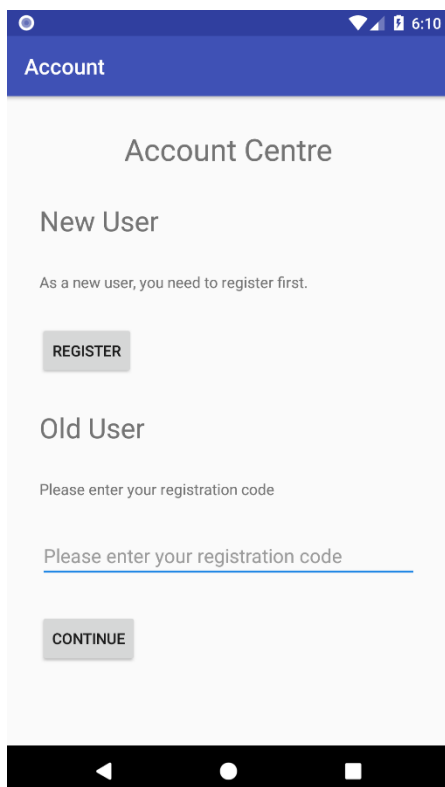 6:10
Account
Account Centre
New User
As a new user, you need to register first.
REGISTER
Old User
Please enter your registration code
Please enter your registration code
CONTINUE